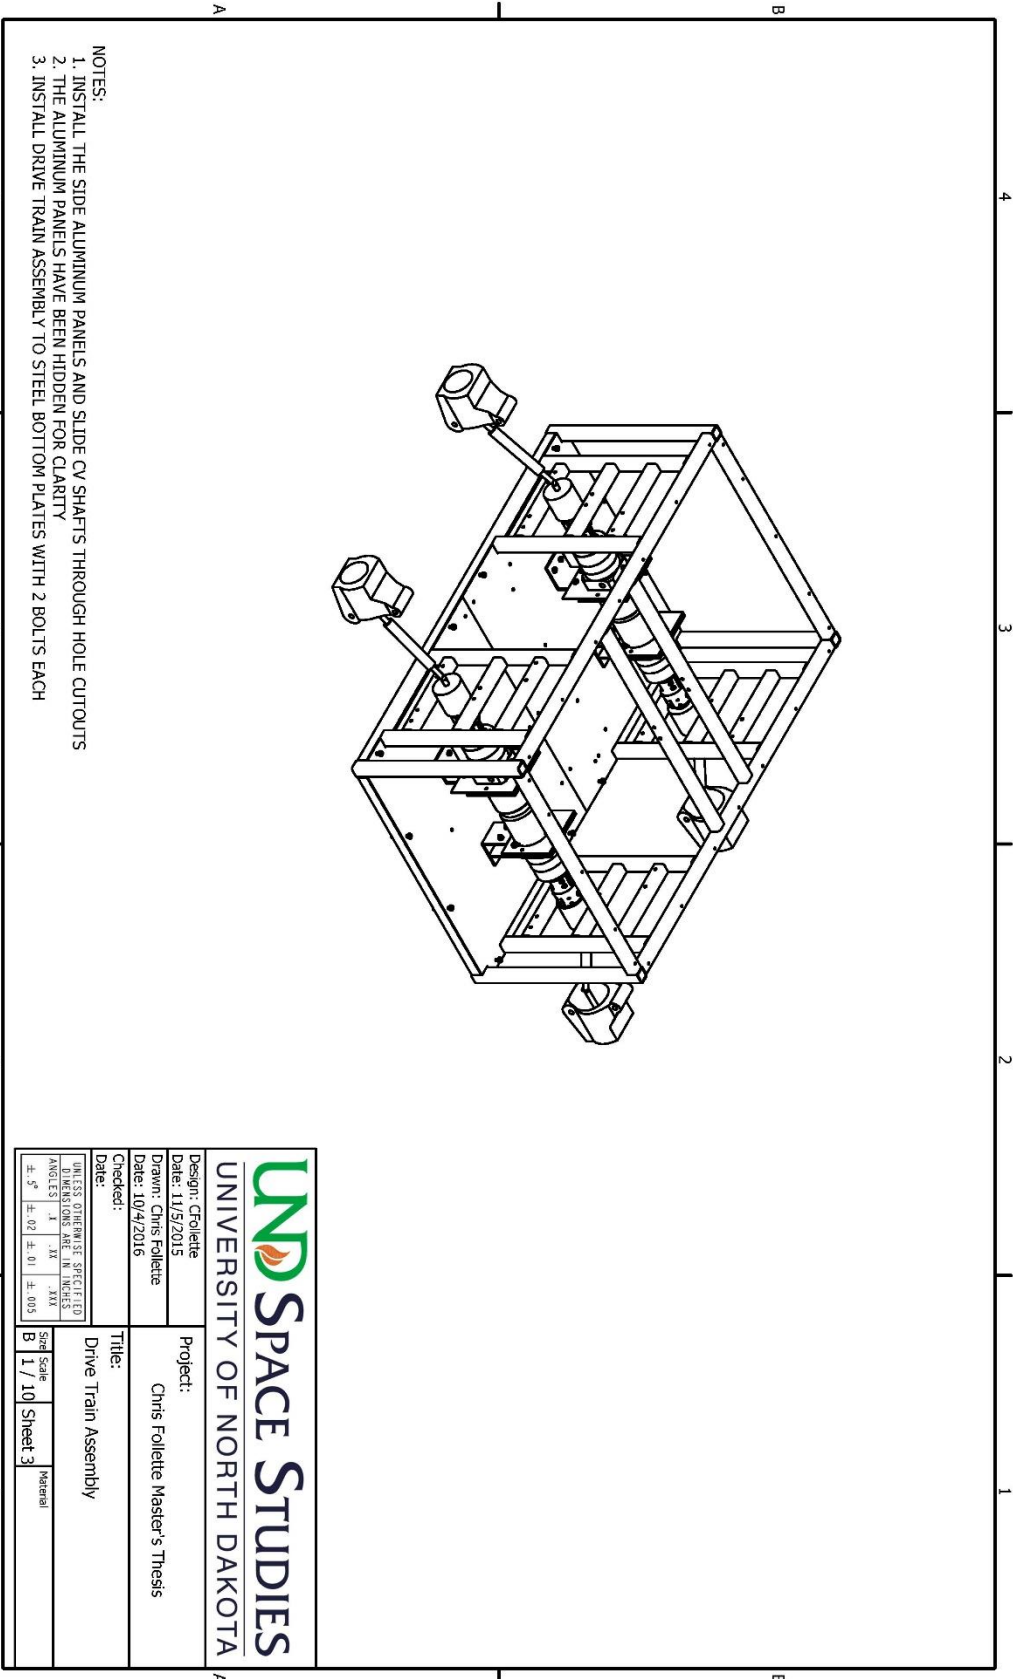 4
3
2
1
B
B
A
A
NOTES:
1. INSTALL THE SIDE ALUMINUM PANELS AND SLIDE CV SHAFTS THROUGH HOLE CUTOUTS
2. THE ALUMINUM PANELS HAVE BEEN HIDDEN FOR CLARITY
3. INSTALL DRIVE TRAIN ASSEMBLY TO STEEL BOTTOM PLATES WITH 2 BOLTS EACH
UND SPACE STUDIES
UNIVERSITY OF NORTH DAKOTA
Design: CFollette
Date: 11/5/2015
Drawn: Chris Follette
Date: 10/4/2016
Checked:
Date:
UNLESS OTHERWISE SPECIFIED
DIMENSIONS ARE IN INCHES
ANGLES .X .XX .XXX
±.5° ±.02 ±.01 ±.005
Project:
Chris Follette Master's Thesis
Title:
Drive Train Assembly
Size Scale Material
B 1 / 10 Sheet 3